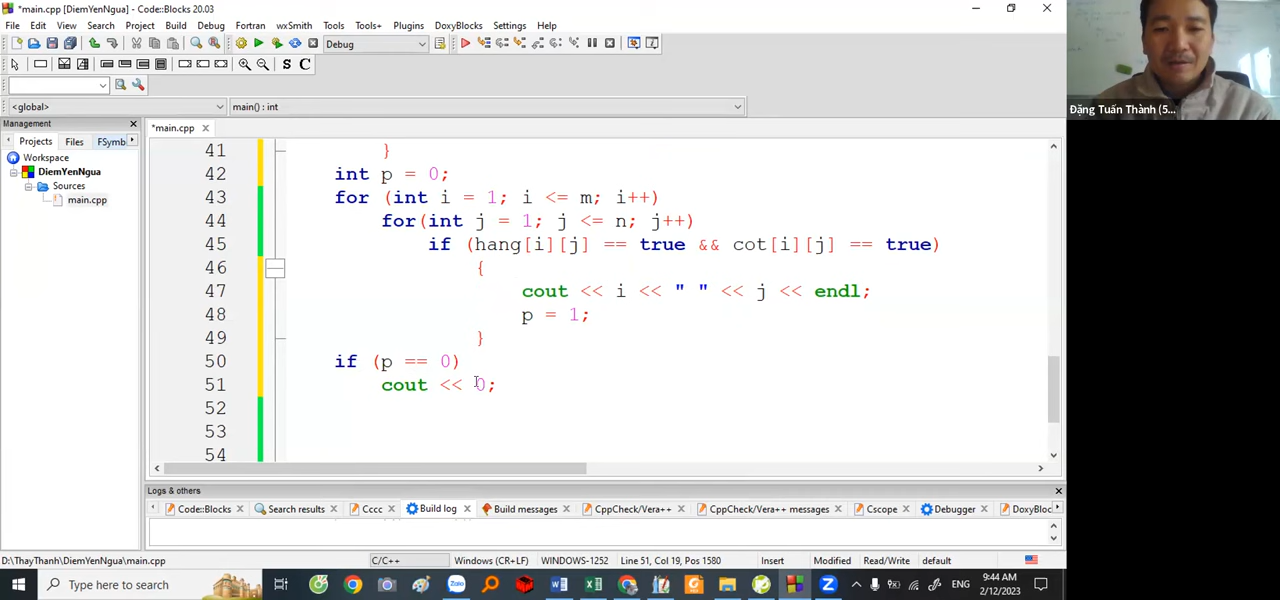 *main.cpp [DiemYenNgua] - Code::Blocks 20.03
File Edit View Search Project Build Debug Fortran wxSmith Tools Tools+ Plugins DoxyBlocks Settings Help
Debug
S C
<global> main() : int
Management
Projects Files FSymb
Workspace
DiemYenNgua
Sources
main.cpp
*main.cpp
41 }
42 int p = 0;
43 for (int i = 1; i <= m; i++)
44 for(int j = 1; j <= n; j++)
45 if (hang[i][j] == true && cot[i][j] == true)
46 {
47 cout << i << " " << j << endl;
48 p = 1;
49 }
50 if (p == 0)
51 cout << 0;
52
53
54
Logs & others
Code::Blocks Search results Cccc Build log Build messages CppCheck/Vera++ CppCheck/Vera++ messages Cscope Debugger DoxyBloc
D:\ThayThanh\DiemYenNgua\main.cpp C/C++ Windows (CR+LF) WINDOWS-1252 Line 51, Col 19, Pos 1580 Insert Modified Read/Write default
Type here to search
Zalo
ENG
9:44 AM
2/12/2023
Đặng Tuấn Thành (5...